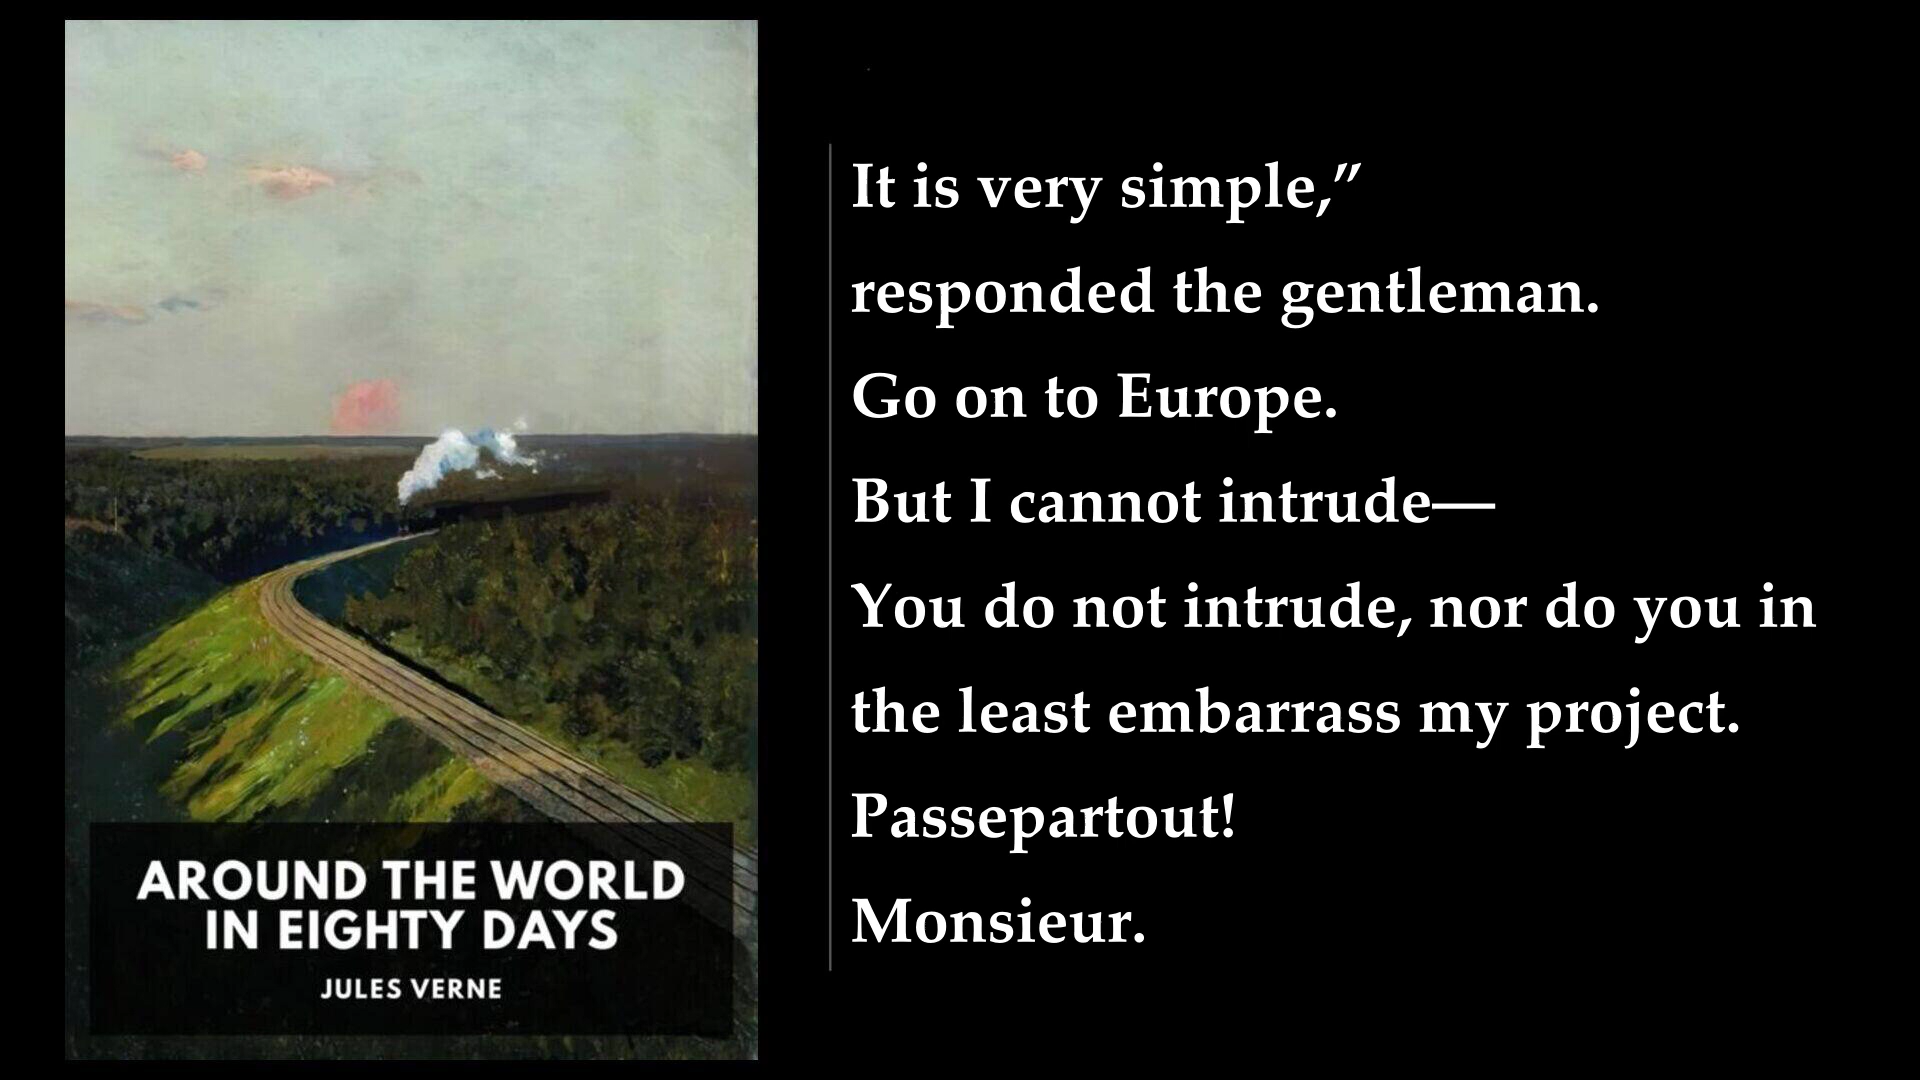 AROUND THE WORLD
IN EIGHTY DAYS
JULES VERNE
It is very simple,”
responded the gentleman.
Go on to Europe.
But I cannot intrude—
You do not intrude, nor do you in
the least embarrass my project.
Passepartout!
Monsieur.